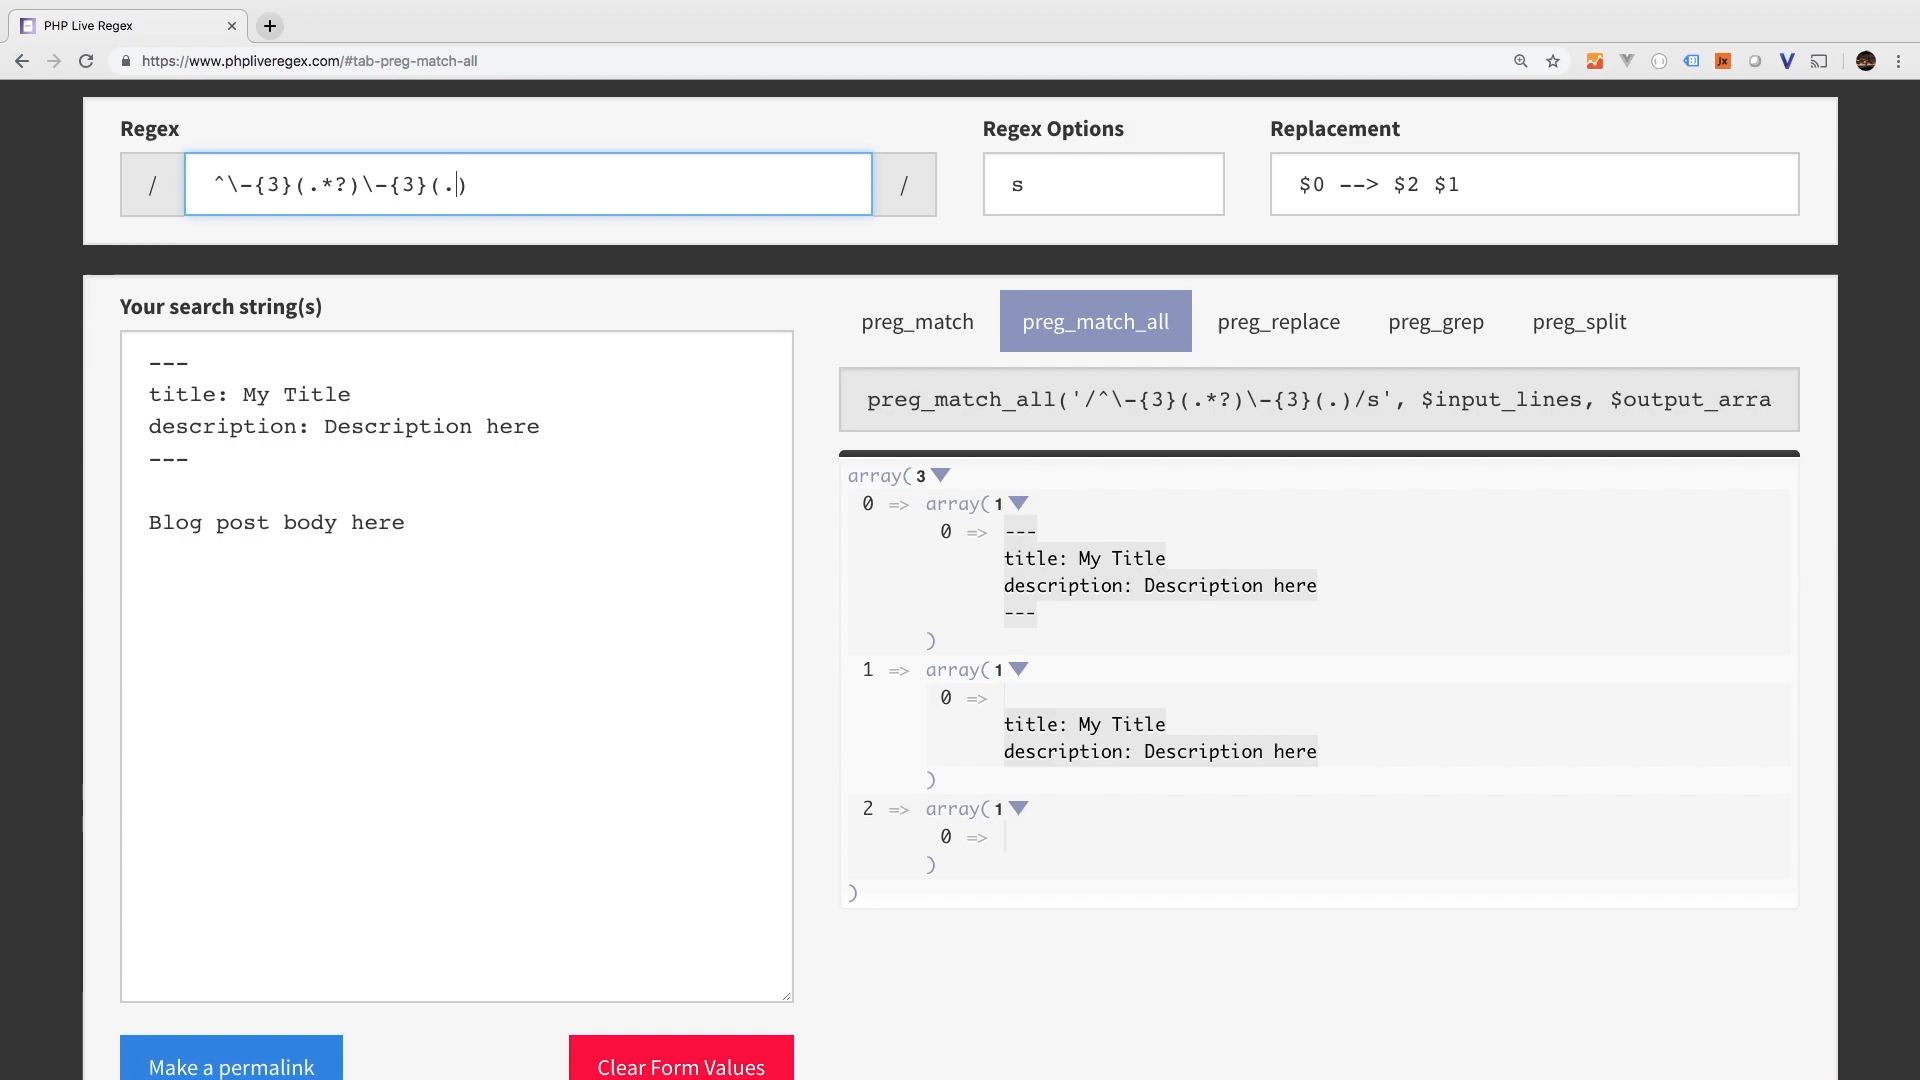 PHP Live Regex
https://www.phpliveregex.com/#tab-preg-match-all
Jx
Regex
Regex Options
Replacement
/ ^\-{3}(.*?)\-{3}(.) /
s
$0 --> $2 $1
Your search string(s)
---
title: My Title
description: Description here
---
Blog post body here
preg_match preg_match_all preg_replace preg_grep preg_split
preg_match_all('/^\-{3}(.*?)\-{3}(.)/s', $input_lines, $output_arra
array( 3
0 => array( 1
0 => ---
title: My Title
description: Description here
---
)
1 => array( 1
0 =>
title: My Title
description: Description here
)
2 => array( 1
0 =>
)
)
Make a permalink
Clear Form Values